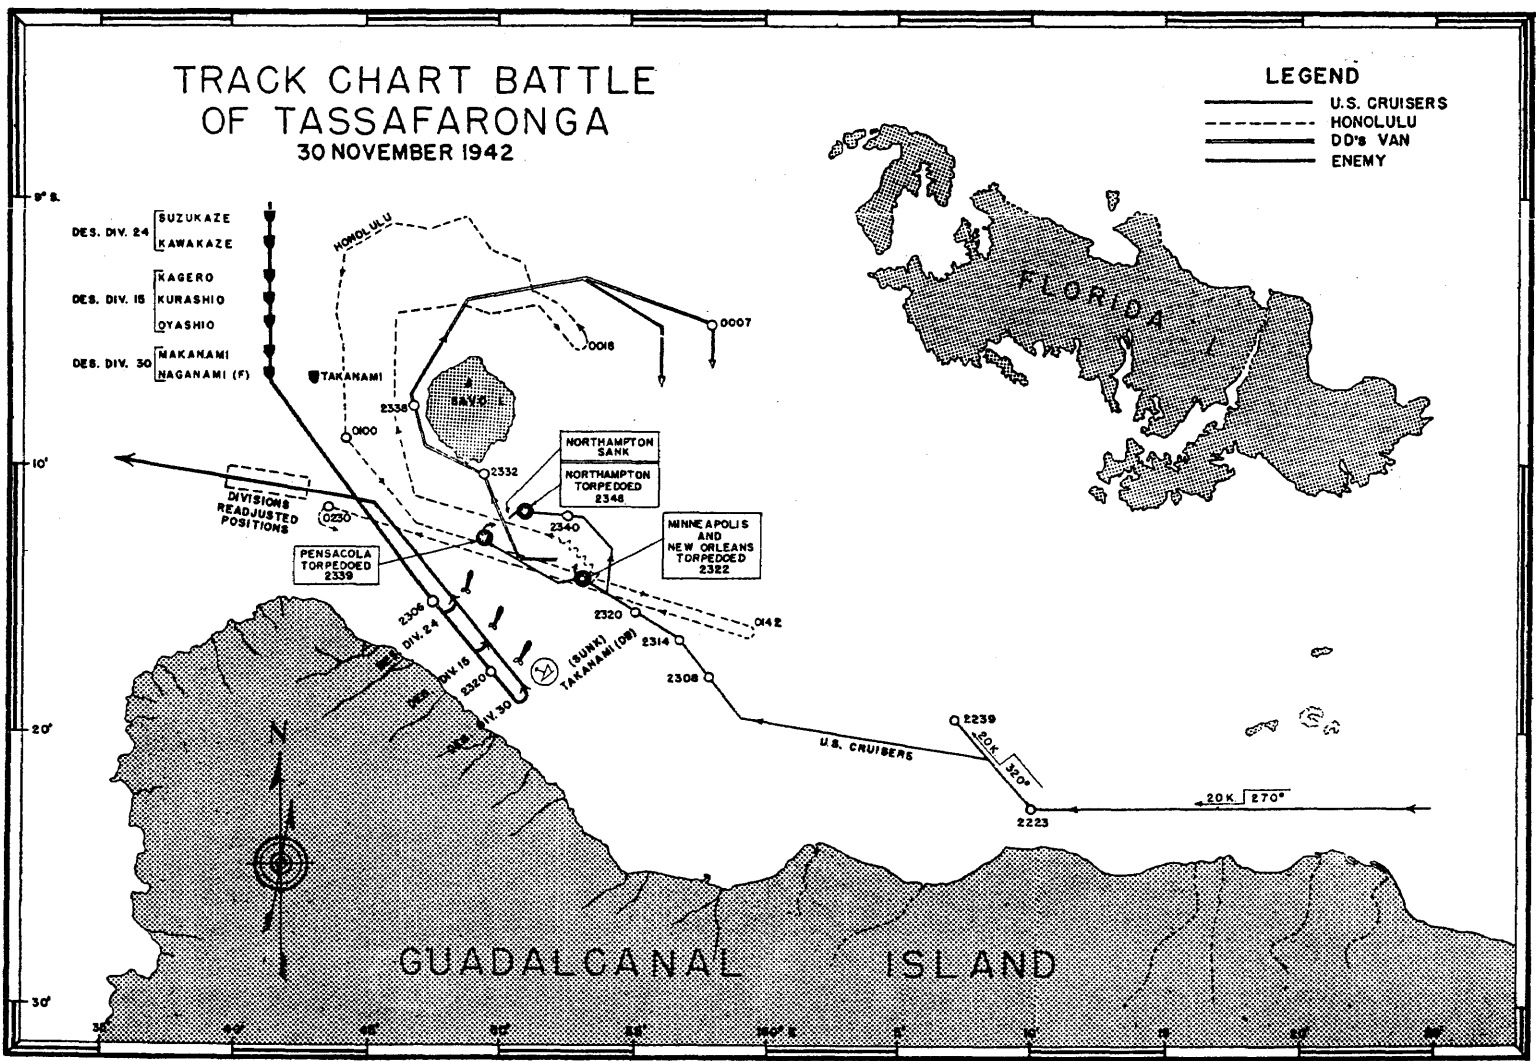 TRACK CHART BATTLE
OF TASSAFARONGA
30 NOVEMBER 1942
LEGEND
U.S. CRUISERS
HONOLULU
DD's VAN
ENEMY
9° S.
DES. DIV. 24
SUZUKAZE
KAWAKAZE
DES. DIV. 15
KAGERO
KURASHIO
OYASHIO
DES. DIV. 30
MAKANAMI
NAGANAMI (F)
TAKANAMI
HONOLULU
0018
0007
FLORIDA I.
SAVO I.
2338
0100
2332
NORTHAMPTON
SANK
NORTHAMPTON
TORPEDOED
2348
10'
DIVISIONS
READJUSTED
POSITIONS
0230
2340
MINNEAPOLIS
AND
NEW ORLEANS
TORPEDOED
2322
PENSACOLA
TORPEDOED
2339
2306
DES. DIV. 24
DES. DIV. 15
2320
DES. DIV. 30
(SUNK)
TAKANAMI (DD)
2320
2314
2308
0142
20'
N
U.S. CRUISERS
2239
20K. 320°
20K. 270°
2223
GUADALCANAL ISLAND
30'
35'
40'
45'
50'
55'
160° E.
5'
10'
15'
20'